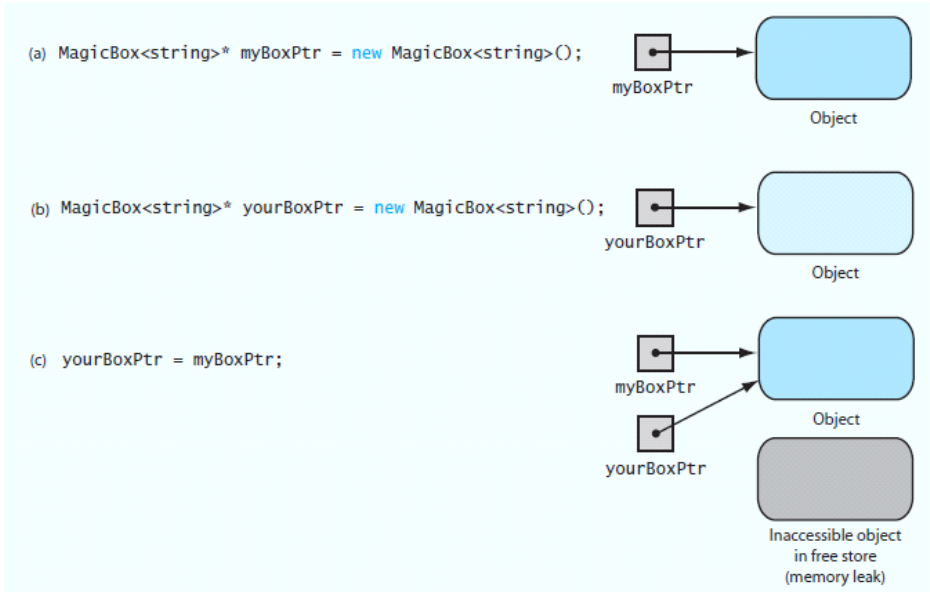 (a) MagicBox<string>* myBoxPtr = new MagicBox<string>();
myBoxPtr
Object
(b) MagicBox<string>* yourBoxPtr = new MagicBox<string>();
yourBoxPtr
Object
(c) yourBoxPtr = myBoxPtr;
myBoxPtr
Object
yourBoxPtr
Inaccessible object
in free store
(memory leak)